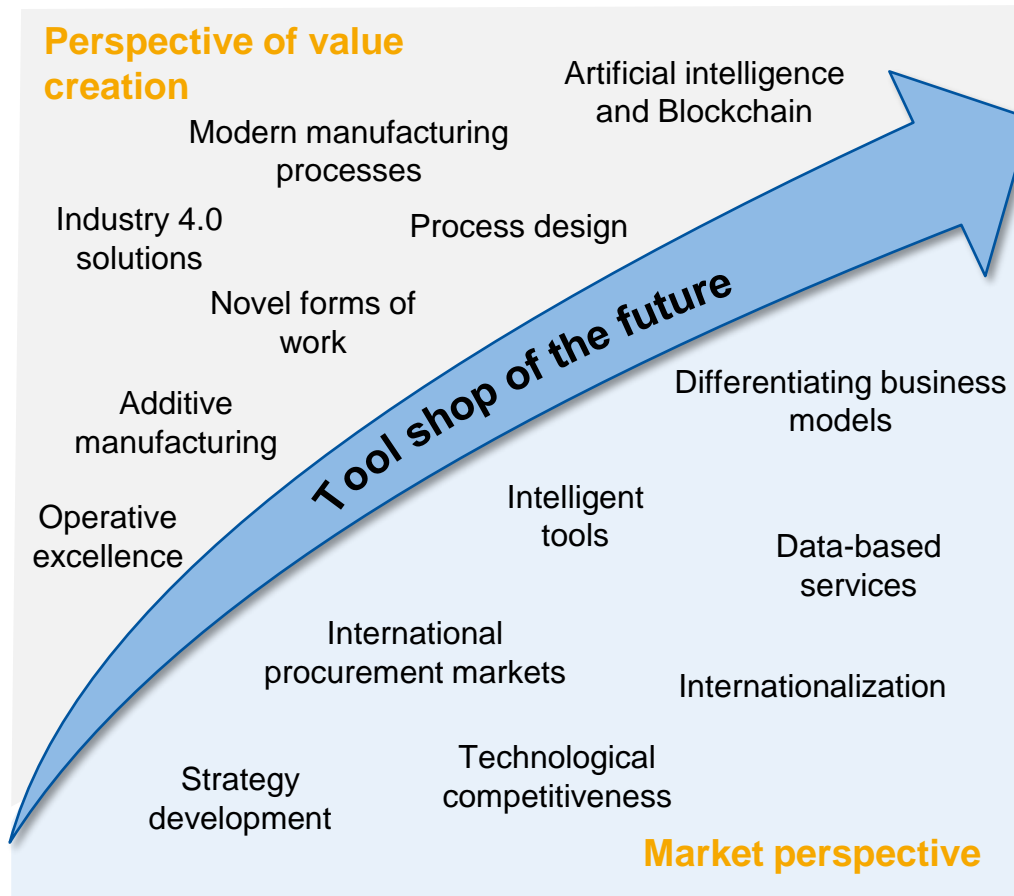 Perspective of value
creation
Artificial intelligence
and Blockchain
Modern manufacturing
processes
Industry 4.0
solutions
Process design
Novel forms of
work
Additive
manufacturing
Operative
excellence
Tool shop of the future
Differentiating business
models
Intelligent
tools
Data-based
services
International
procurement markets
Internationalization
Strategy
development
Technological
competitiveness
Market perspective